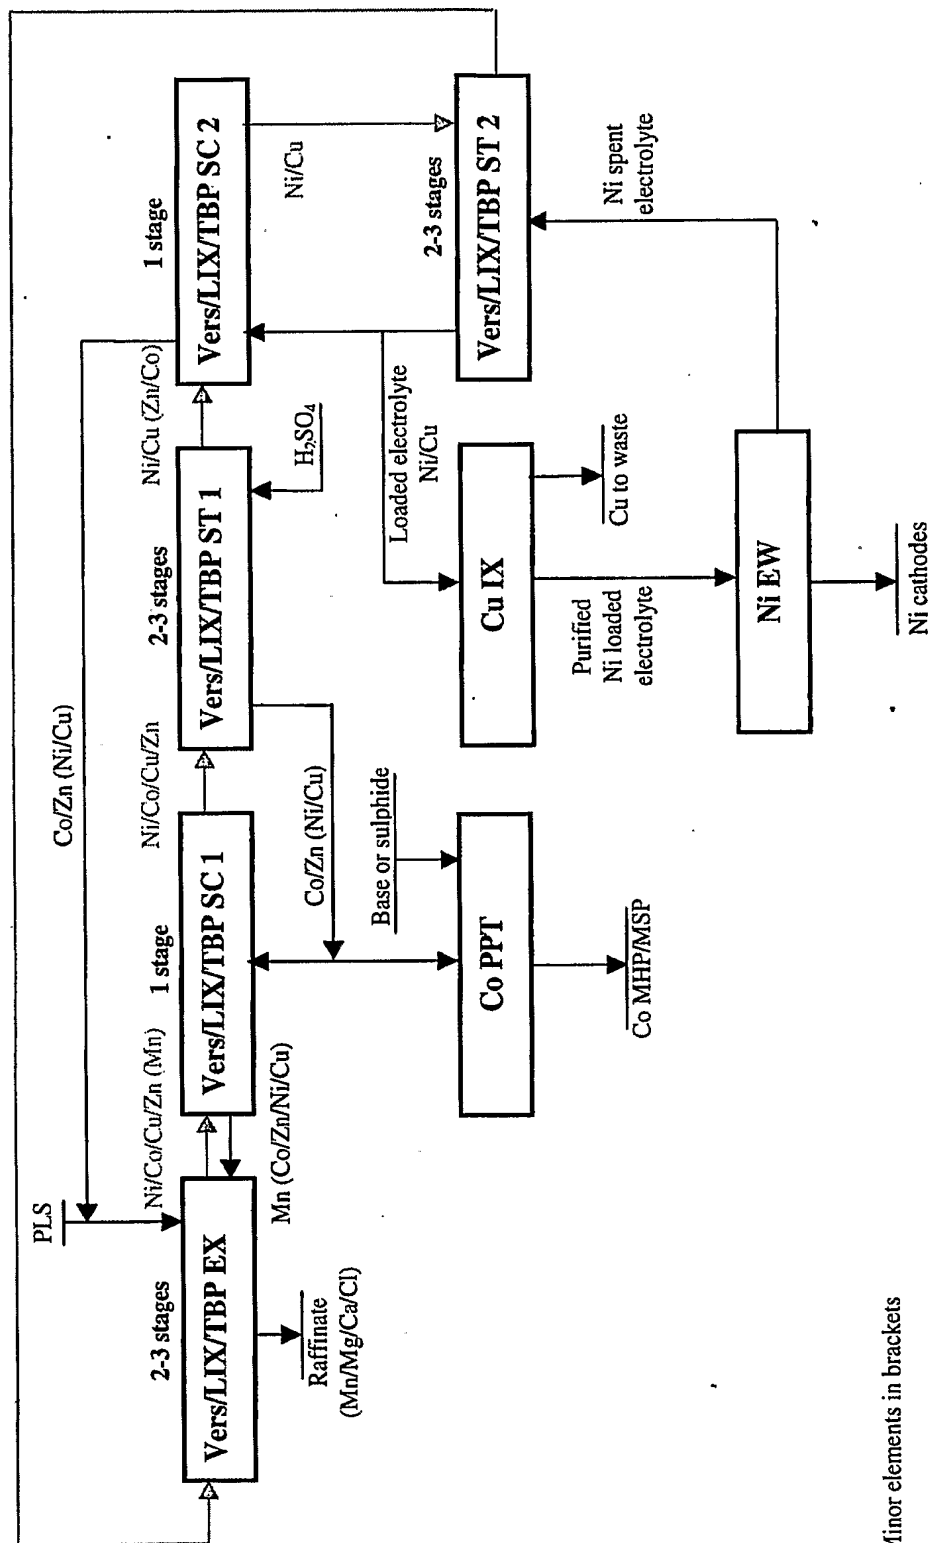 Co/Zn (Ni/Cu)
PLS
2-3 stages
Vers/LIX/TBP EX
Raffinate
(Mn/Mg/Ca/Cl)
Ni/Co/Cu/Zn (Mn)
Mn (Co/Zn/Ni/Cu)
1 stage
Vers/LIX/TBP SC 1
Ni/Co/Cu/Zn
Co/Zn (Ni/Cu)
2-3 stages
Vers/LIX/TBP ST 1
H2SO4
Ni/Cu (Zn/Co)
1 stage
Vers/LIX/TBP SC 2
Ni/Cu
2-3 stages
Vers/LIX/TBP ST 2
Loaded electrolyte
Ni/Cu
Base or sulphide
Co PPT
Co MHP/MSP
Cu IX
Cu to waste
Purified
Ni loaded
electrolyte
Ni spent
electrolyte
Ni EW
Ni cathodes
Minor elements in brackets